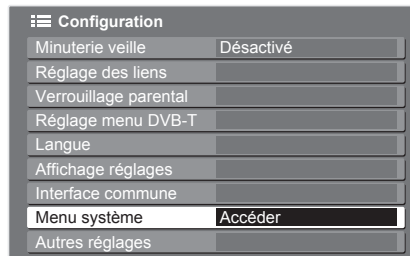 Configuration
Minuterie veille Désactivé
Réglage des liens
Verrouillage parental
Réglage menu DVB-T
Langue
Affichage réglages
Interface commune
Menu système Accéder
Autres réglages